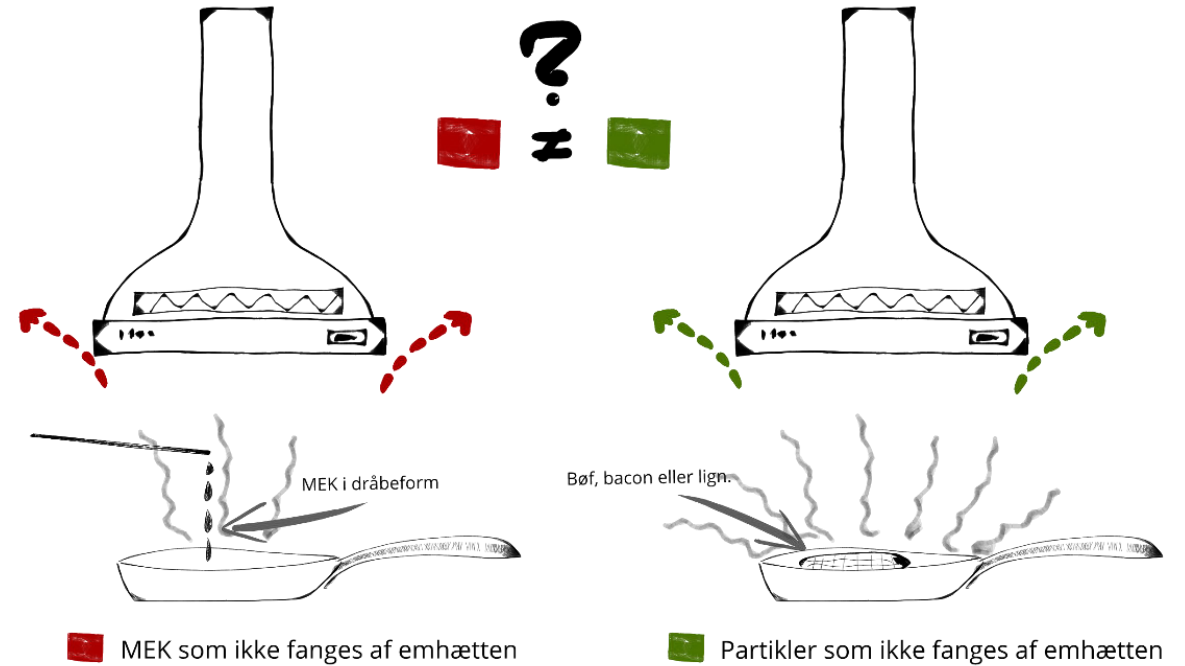 ?
≠
MEK i dråbeform
Bøf, bacon eller lign.
MEK som ikke fanges af emhætten
Partikler som ikke fanges af emhætten